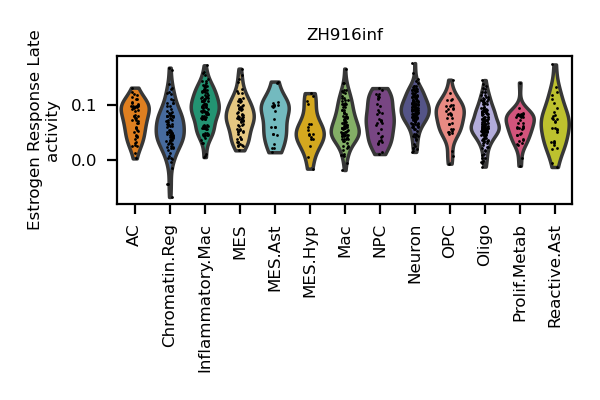 ZH916inf
Estrogen Response Late
activity
0.1
0.0
AC
Chromatin.Reg
Inflammatory.Mac
MES
MES.Ast
MES.Hyp
Mac
NPC
Neuron
OPC
Oligo
Prolif.Metab
Reactive.Ast